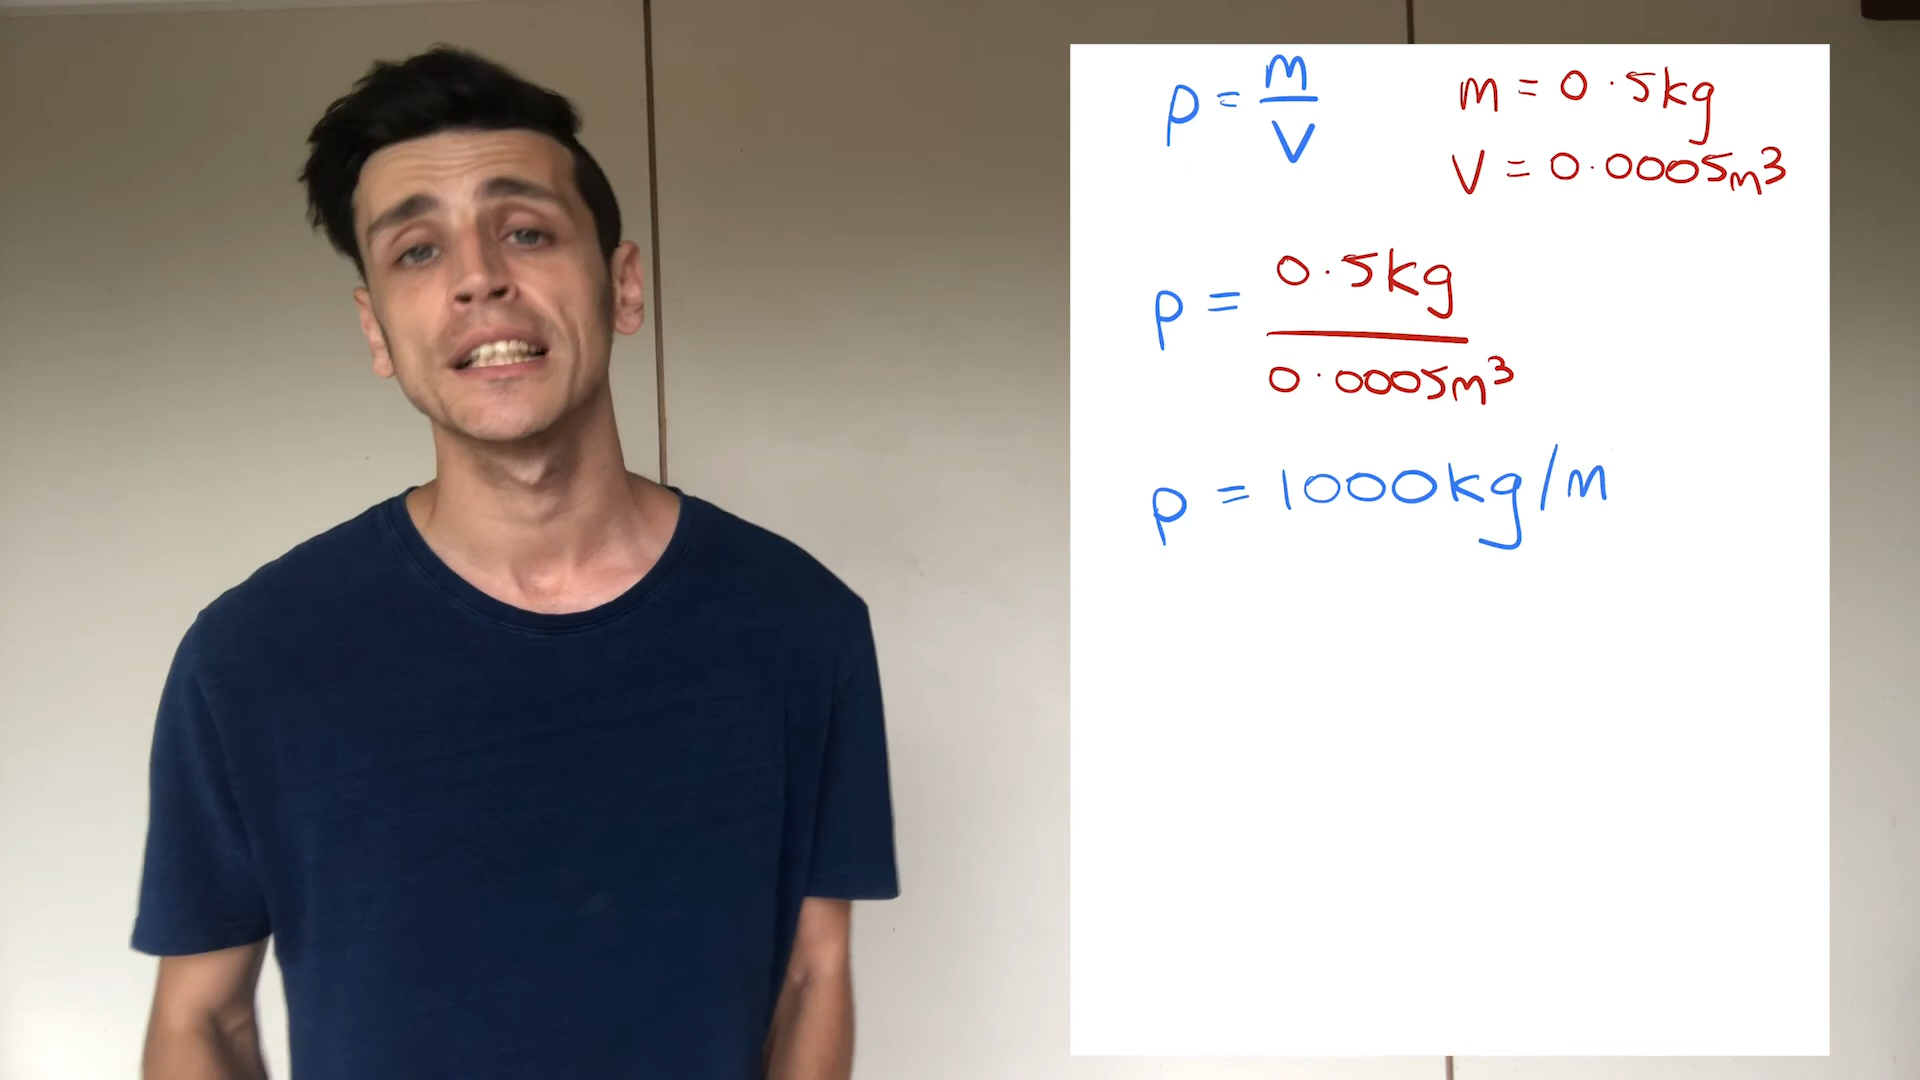 p = m/V
m = 0.5kg
V = 0.0005m³
p = 0.5kg/0.0005m³
p = 1000kg/m